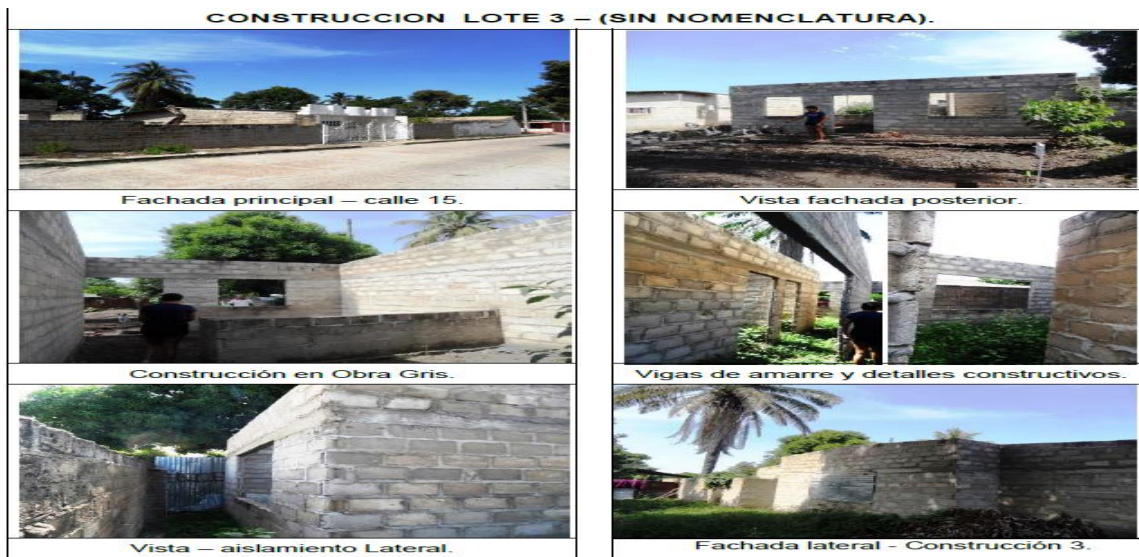 CONSTRUCCION LOTE 3 – (SIN NOMENCLATURA).
Fachada principal – calle 15.
Vista fachada posterior.
Construcción en Obra Gris.
Vigas de amarre y detalles constructivos.
Vista – aislamiento Lateral.
Fachada lateral - Construcción 3.